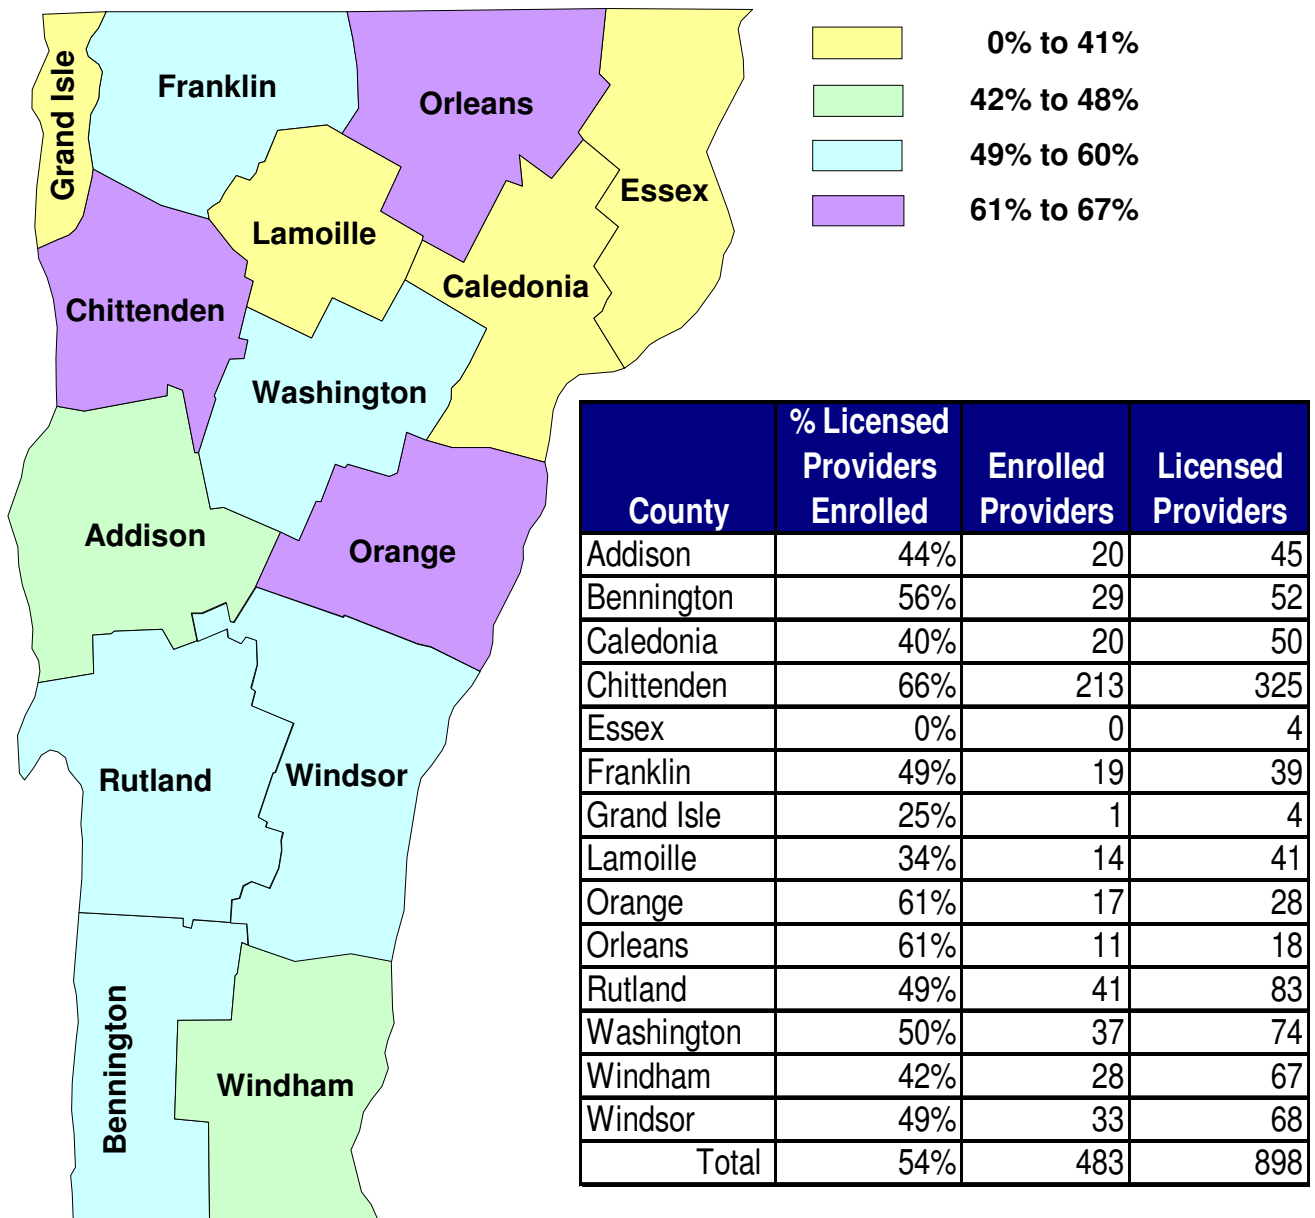 0% to 41%
42% to 48%
49% to 60%
61% to 67%
Grand Isle
Franklin
Orleans
Essex
Lamoille
Caledonia
Chittenden
Washington
Addison
Orange
Rutland
Windsor
Bennington
Windham
County % Licensed Providers Enrolled Enrolled Providers Licensed Providers
Addison 44% 20 45
Bennington 56% 29 52
Caledonia 40% 20 50
Chittenden 66% 213 325
Essex 0% 0 4
Franklin 49% 19 39
Grand Isle 25% 1 4
Lamoille 34% 14 41
Orange 61% 17 28
Orleans 61% 11 18
Rutland 49% 41 83
Washington 50% 37 74
Windham 42% 28 67
Windsor 49% 33 68
Total 54% 483 898